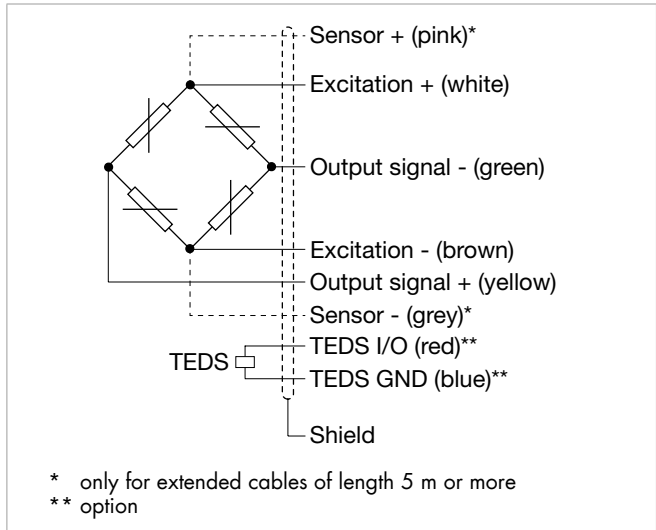 Sensor + (pink)*
Excitation + (white)
Output signal - (green)
Excitation - (brown)
Output signal + (yellow)
Sensor - (grey)*
TEDS I/O (red)**
TEDS
TEDS GND (blue)**
Shield
* only for extended cables of length 5 m or more
** option